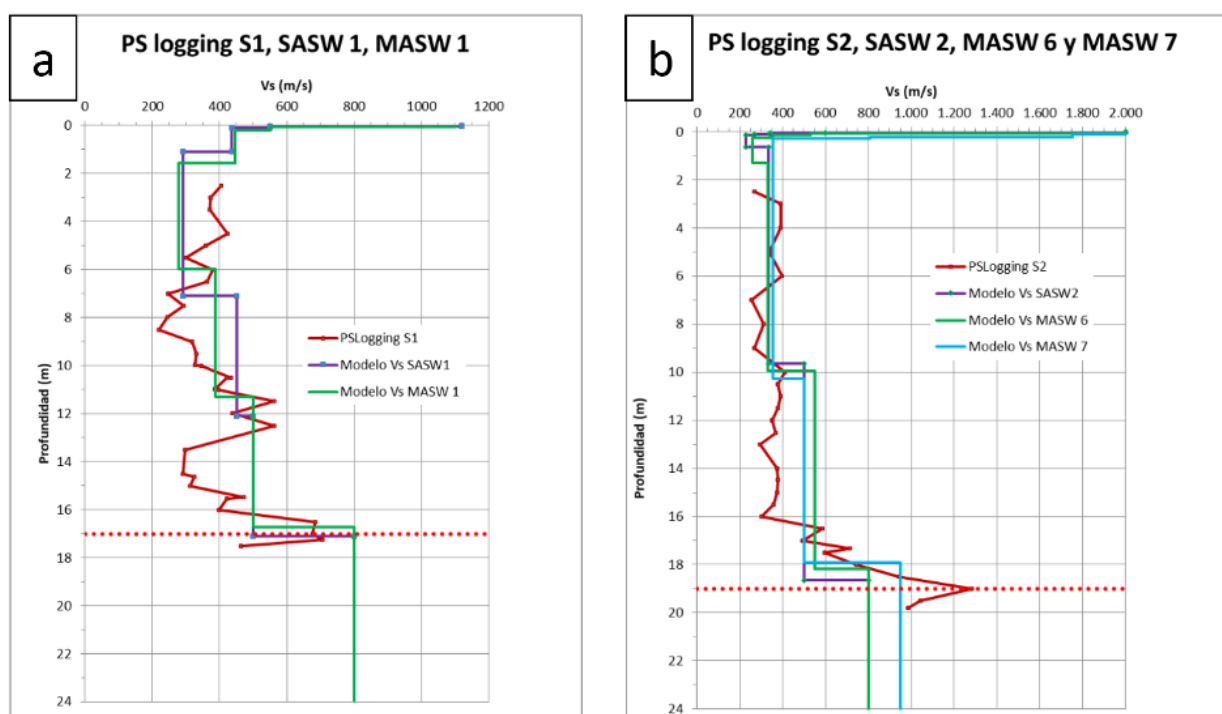 a
PS logging S1, SASW 1, MASW 1
Vs (m/s)
0 200 400 600 800 1000 1200
0
2
4
6
8
10
12
14
16
18
20
22
24
Profundidad (m)
PSLogging S1
Modelo Vs SASW1
Modelo Vs MASW 1
b
PS logging S2, SASW 2, MASW 6 y MASW 7
Vs (m/s)
0 200 400 600 800 1.000 1.200 1.400 1.600 1.800 2.000
0
2
4
6
8
10
12
14
16
18
20
22
24
Profundidad (m)
PSLogging S2
Modelo Vs SASW2
Modelo Vs MASW 6
Modelo Vs MASW 7